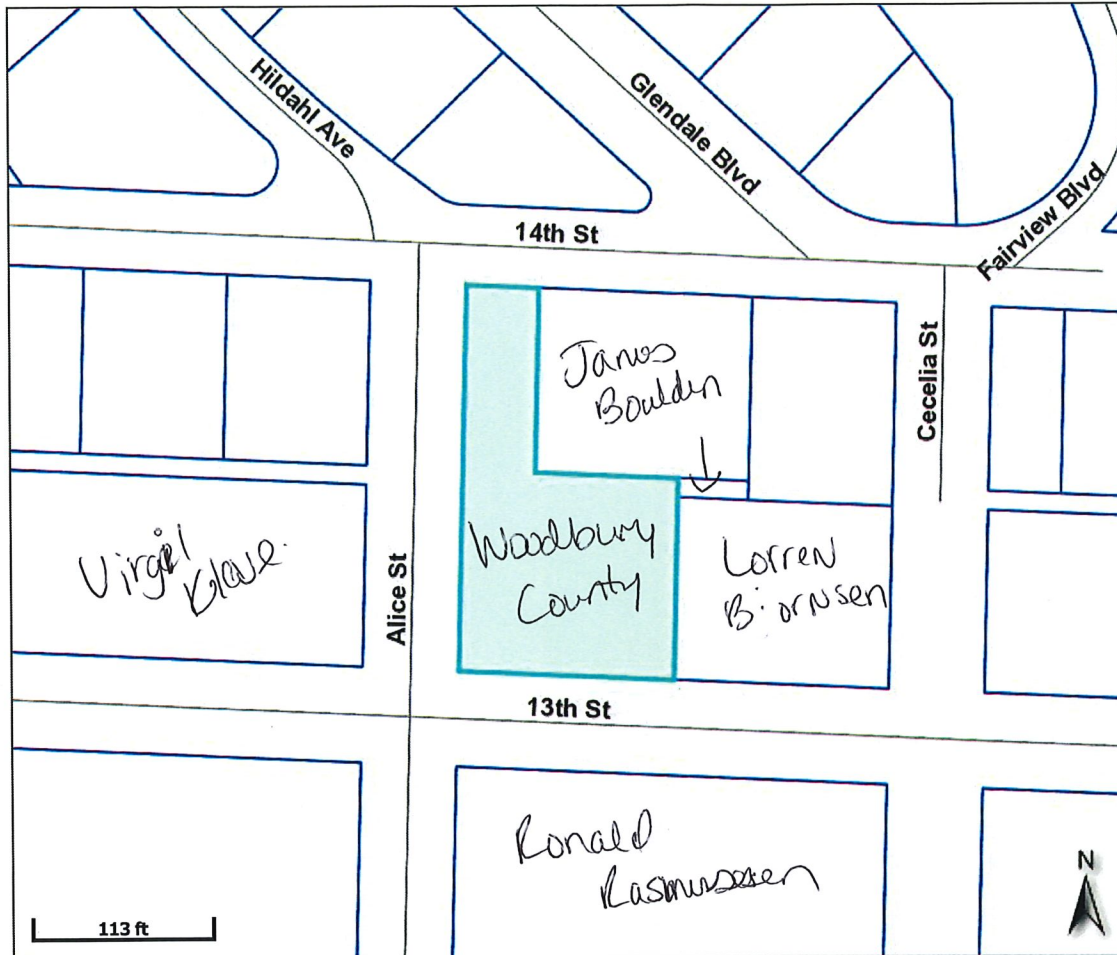 Hildahl Ave
Glendale Blvd
Fairview Blvd
14th St
Cecelia St
Janos
Boulden
Virgil
Woodbury
County
Lorren
Alice St
13th St
Ronald
Rasmussen
113 ft
N